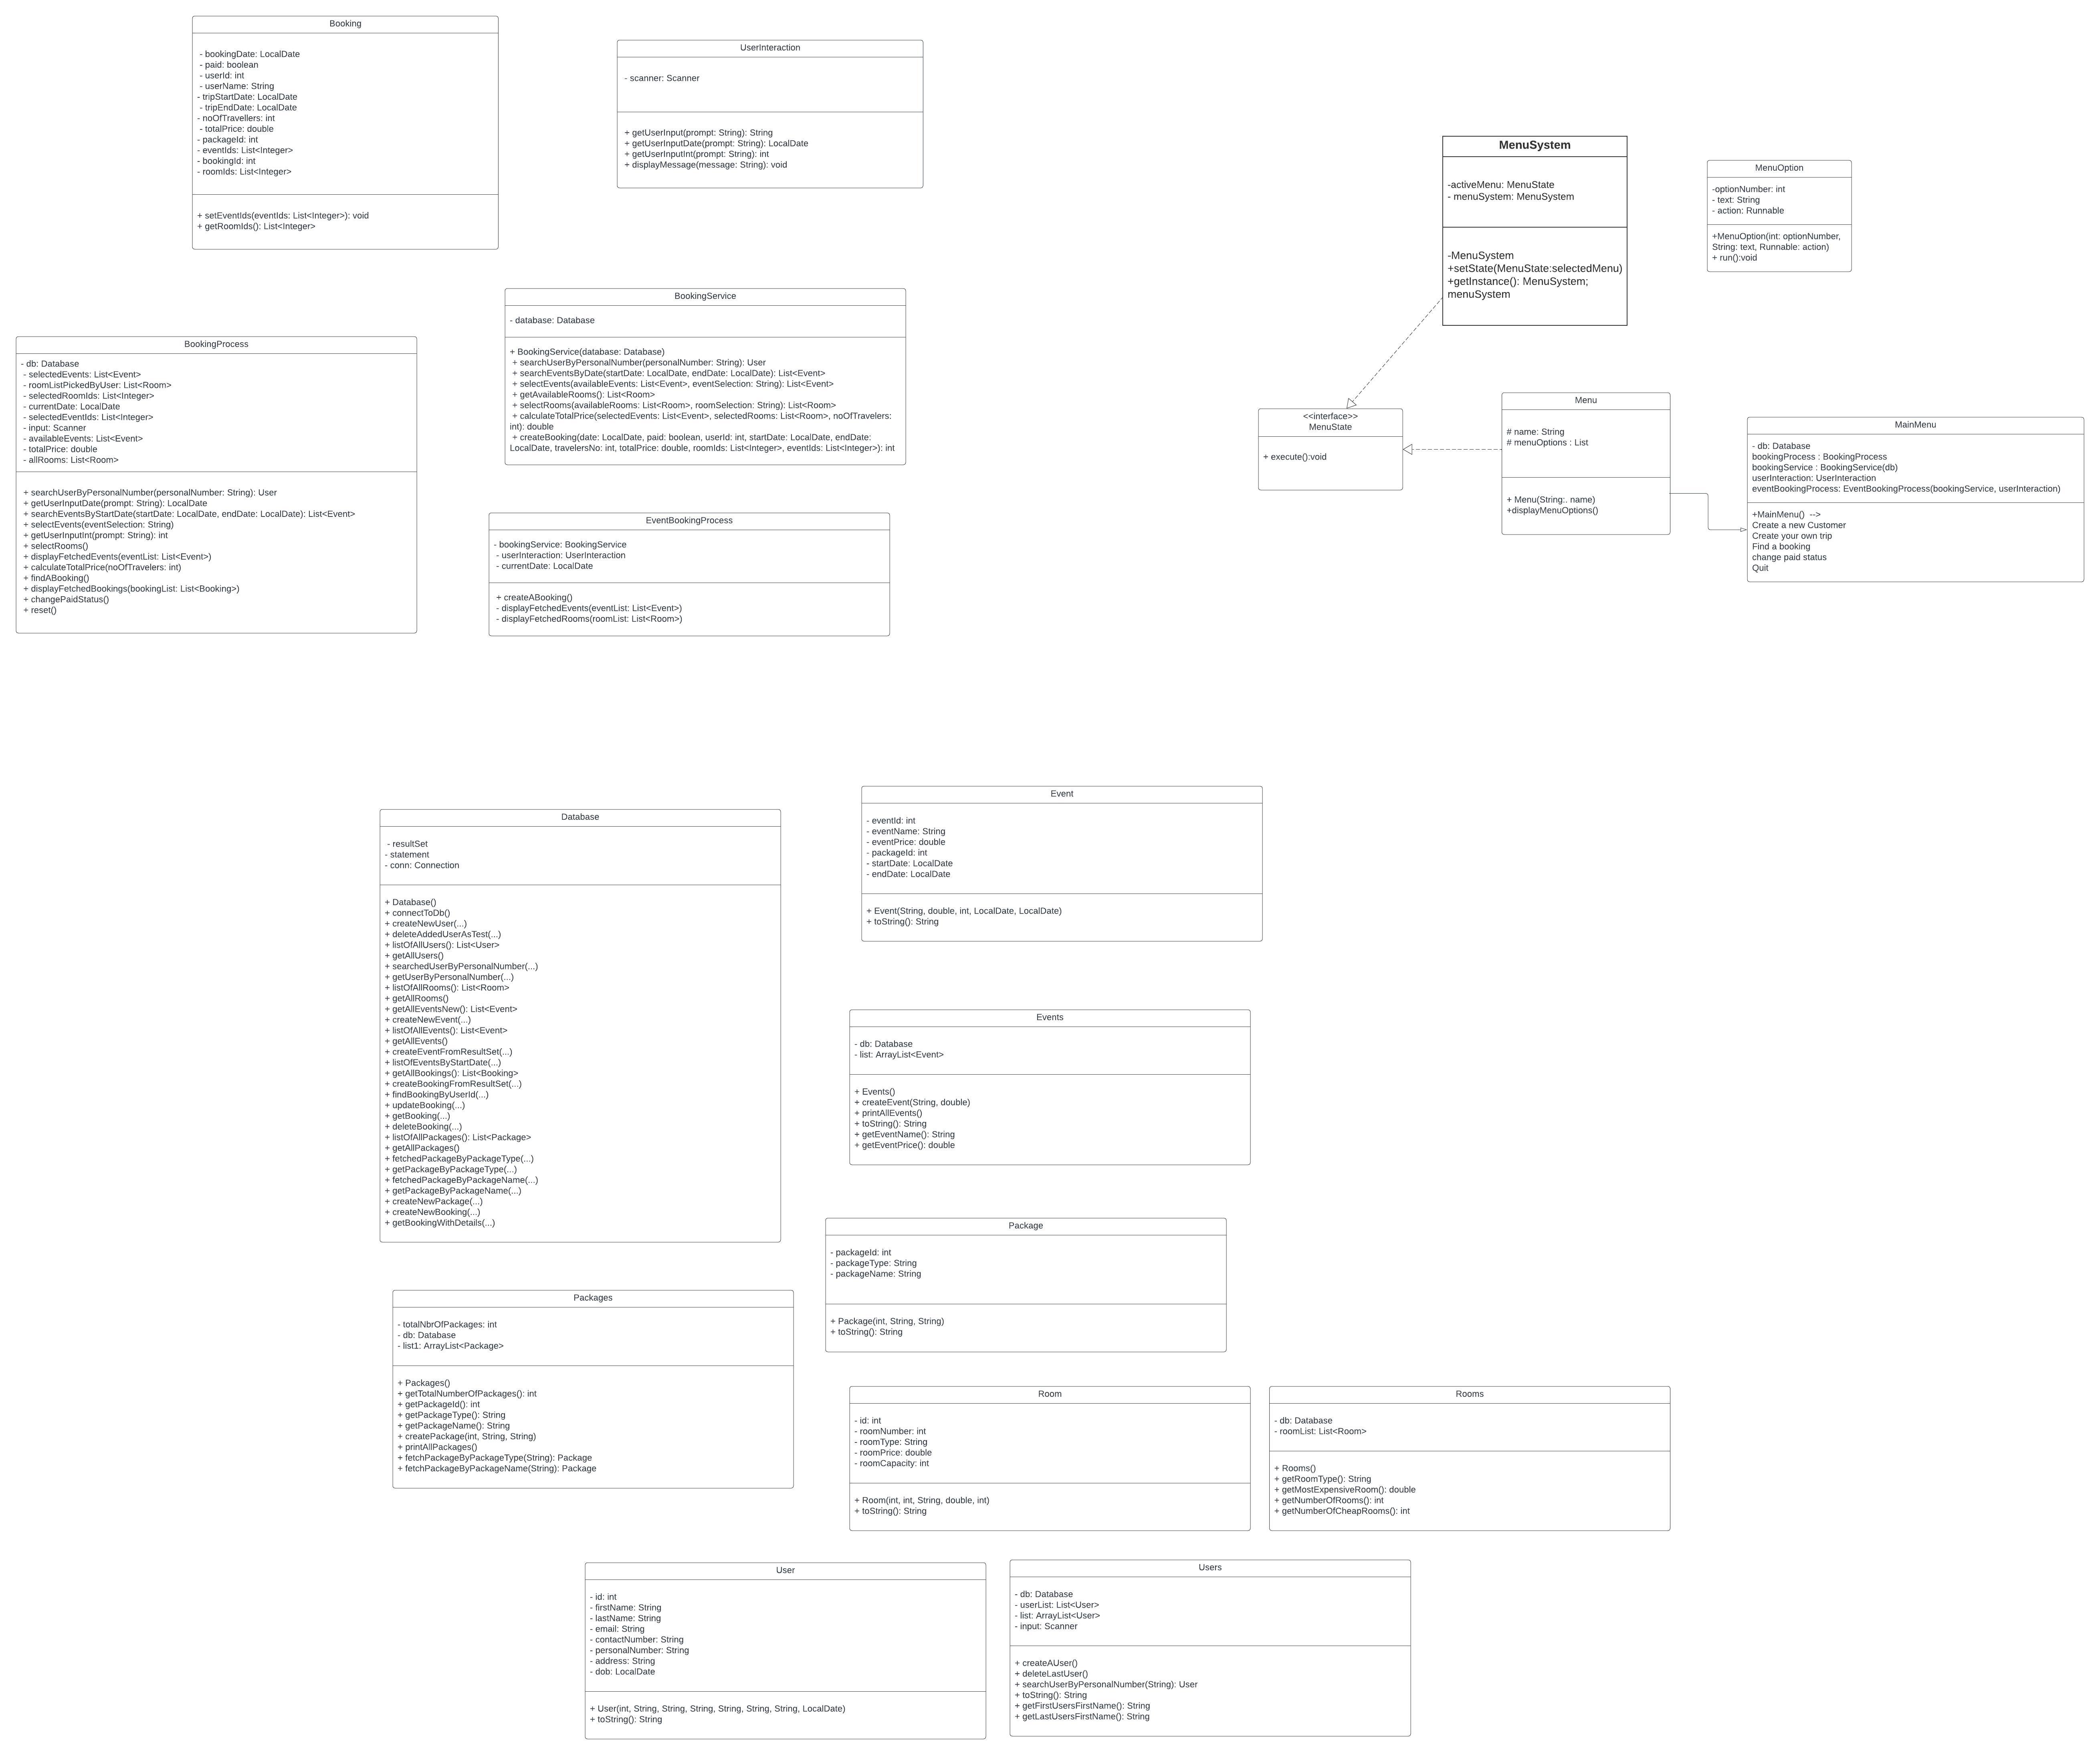 Booking
- bookingDate: LocalDate
- paid: boolean
- userId: int
- userName: String
- tripStartDate: LocalDate
- tripEndDate: LocalDate
- noOfTravellers: int
- totalPrice: double
- packageId: int
- eventIds: List<Integer>
- bookingId: int
- roomIds: List<Integer>
+ setEventIds(eventIds: List<Integer>): void
+ getRoomIds(): List<Integer>
UserInteraction
- scanner: Scanner
+ getUserInput(prompt: String): String
+ getUserInputDate(prompt: String): LocalDate
+ getUserInputInt(prompt: String): int
+ displayMessage(message: String): void
MenuSystem
-activeMenu: MenuState
- menuSystem: MenuSystem
-MenuSystem
+setState(MenuState:selectedMenu)
+getInstance(): MenuSystem;
menuSystem
MenuOption
-optionNumber: int
- text: String
- action: Runnable
+MenuOption(int: optionNumber,
String: text, Runnable: action)
+ run():void
BookingService
- database: Database
+ BookingService(database: Database)
+ searchUserByPersonalNumber(personalNumber: String): User
+ searchEventsByDate(startDate: LocalDate, endDate: LocalDate): List<Event>
+ selectEvents(availableEvents: List<Event>, eventSelection: String): List<Event>
+ getAvailableRooms(): List<Room>
+ selectRooms(availableRooms: List<Room>, roomSelection: String): List<Room>
+ calculateTotalPrice(selectedEvents: List<Event>, selectedRooms: List<Room>, noOfTravelers:
int): double
+ createBooking(date: LocalDate, paid: boolean, userId: int, startDate: LocalDate, endDate:
LocalDate, travelersNo: int, totalPrice: double, roomIds: List<Integer>, eventIds: List<Integer>): int
BookingProcess
- db: Database
- selectedEvents: List<Event>
- roomListPickedByUser: List<Room>
- selectedRoomIds: List<Integer>
- currentDate: LocalDate
- selectedEventIds: List<Integer>
- input: Scanner
- availableEvents: List<Event>
- totalPrice: double
- allRooms: List<Room>
+ searchUserByPersonalNumber(personalNumber: String): User
+ getUserInputDate(prompt: String): LocalDate
+ searchEventsByStartDate(startDate: LocalDate, endDate: LocalDate): List<Event>
+ selectEvents(eventSelection: String)
+ getUserInputInt(prompt: String): int
+ selectRooms()
+ displayFetchedEvents(eventList: List<Event>)
+ calculateTotalPrice(noOfTravelers: int)
+ findABooking()
+ displayFetchedBookings(bookingList: List<Booking>)
+ changePaidStatus()
+ reset()
EventBookingProcess
- bookingService: BookingService
- userInteraction: UserInteraction
- currentDate: LocalDate
+ createABooking()
- displayFetchedEvents(eventList: List<Event>)
- displayFetchedRooms(roomList: List<Room>)
<<interface>>
MenuState
+ execute():void
Menu
# name: String
# menuOptions : List
+ Menu(String:. name)
+displayMenuOptions()
MainMenu
- db: Database
bookingProcess : BookingProcess
bookingService : BookingService(db)
userInteraction: UserInteraction
eventBookingProcess: EventBookingProcess(bookingService, userInteraction)
+MainMenu() -->
Create a new Customer
Create your own trip
Find a booking
change paid status
Quit
Database
- resultSet
- statement
- conn: Connection
+ Database()
+ connectToDb()
+ createNewUser(...)
+ deleteAddedUserAsTest(...)
+ listOfAllUsers(): List<User>
+ getAllUsers()
+ searchedUserByPersonalNumber(...)
+ getUserByPersonalNumber(...)
+ listOfAllRooms(): List<Room>
+ getAllRooms()
+ getAllEventsNew(): List<Event>
+ createNewEvent(...)
+ listOfAllEvents(): List<Event>
+ getAllEvents()
+ createEventFromResultSet(...)
+ listOfEventsByStartDate(...)
+ getAllBookings(): List<Booking>
+ createBookingFromResultSet(...)
+ findBookingByUserId(...)
+ updateBooking(...)
+ getBooking(...)
+ deleteBooking(...)
+ listOfAllPackages(): List<Package>
+ getAllPackages()
+ fetchedPackageByPackageType(...)
+ getPackageByPackageType(...)
+ fetchedPackageByPackageName(...)
+ getPackageByPackageName(...)
+ createNewPackage(...)
+ createNewBooking(...)
+ getBookingWithDetails(...)
Event
- eventId: int
- eventName: String
- eventPrice: double
- packageId: int
- startDate: LocalDate
- endDate: LocalDate
+ Event(String, double, int, LocalDate, LocalDate)
+ toString(): String
Events
- db: Database
- list: ArrayList<Event>
+ Events()
+ createEvent(String, double)
+ printAllEvents()
+ toString(): String
+ getEventName(): String
+ getEventPrice(): double
Package
- packageId: int
- packageType: String
- packageName: String
+ Package(int, String, String)
+ toString(): String
Packages
- totalNbrOfPackages: int
- db: Database
- list1: ArrayList<Package>
+ Packages()
+ getTotalNumberOfPackages(): int
+ getPackageId(): int
+ getPackageType(): String
+ getPackageName(): String
+ createPackage(int, String, String)
+ printAllPackages()
+ fetchPackageByPackageType(String): Package
+ fetchPackageByPackageName(String): Package
Room
- id: int
- roomNumber: int
- roomType: String
- roomPrice: double
- roomCapacity: int
+ Room(int, int, String, double, int)
+ toString(): String
Rooms
- db: Database
- roomList: List<Room>
+ Rooms()
+ getRoomType(): String
+ getMostExpensiveRoom(): double
+ getNumberOfRooms(): int
+ getNumberOfCheapRooms(): int
User
- id: int
- firstName: String
- lastName: String
- email: String
- contactNumber: String
- personalNumber: String
- address: String
- dob: LocalDate
+ User(int, String, String, String, String, String, String, LocalDate)
+ toString(): String
Users
- db: Database
- userList: List<User>
- list: ArrayList<User>
- input: Scanner
+ createAUser()
+ deleteLastUser()
+ searchUserByPersonalNumber(String): User
+ toString(): String
+ getFirstUsersFirstName(): String
+ getLastUsersFirstName(): String